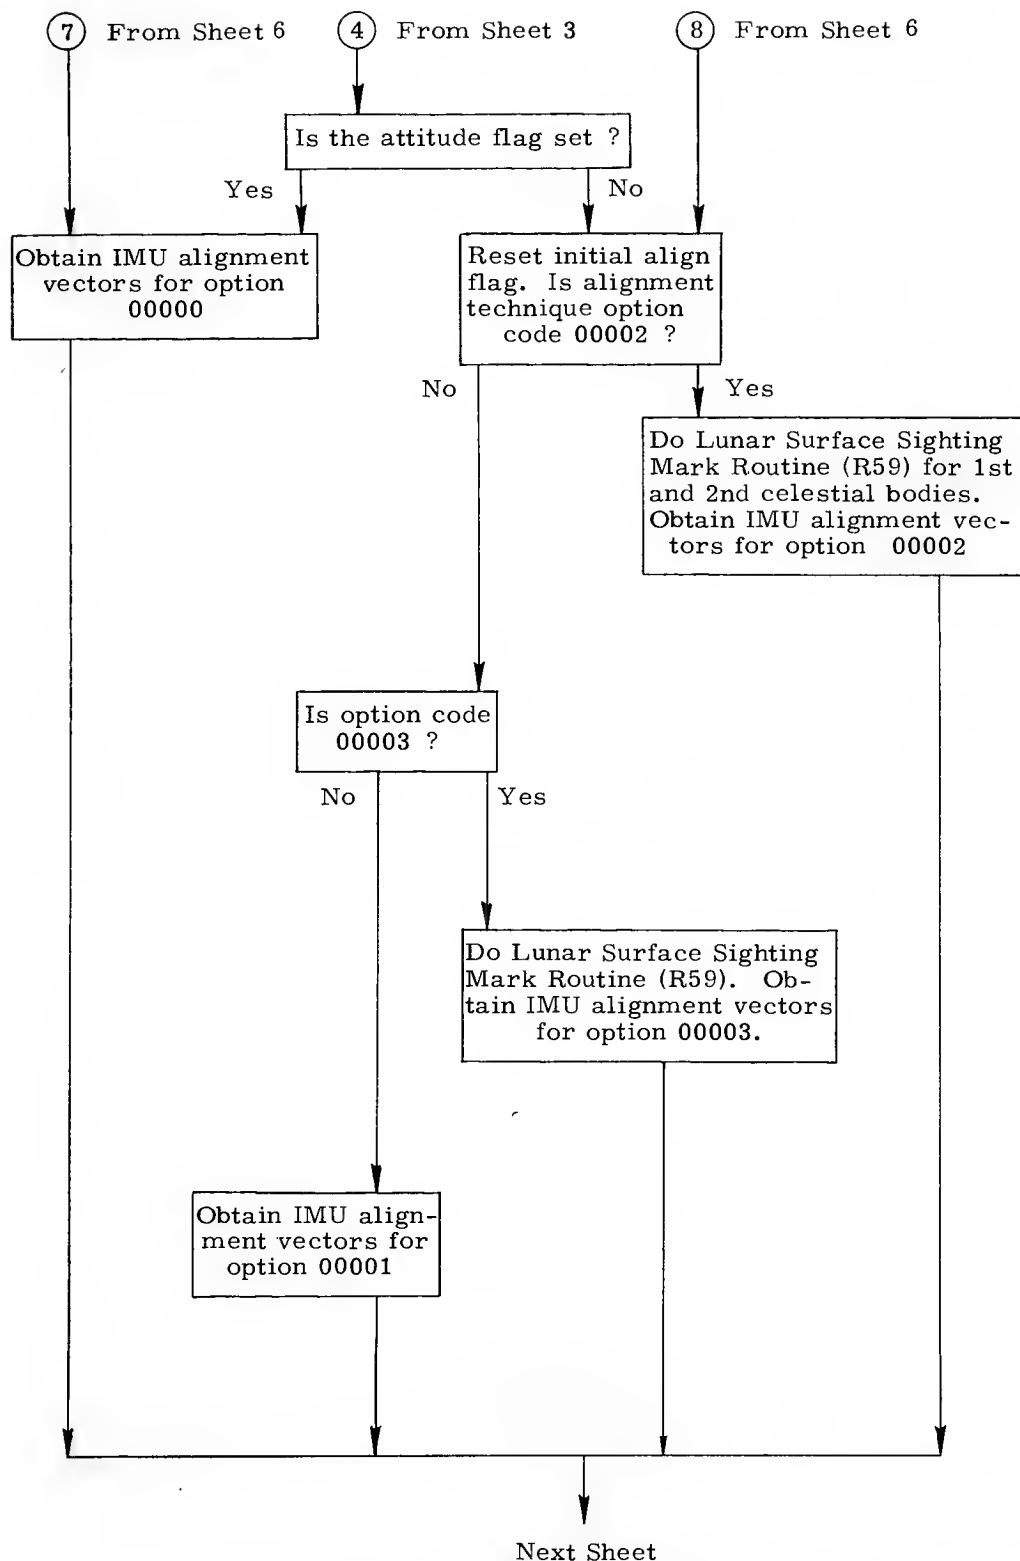 7 From Sheet 6
4 From Sheet 3
8 From Sheet 6
Is the attitude flag set ?
Yes
No
Obtain IMU alignment
vectors for option
00000
Reset initial align
flag. Is alignment
technique option
code 00002 ?
No
Yes
Do Lunar Surface Sighting
Mark Routine (R59) for 1st
and 2nd celestial bodies.
Obtain IMU alignment vec-
tors for option 00002
Is option code
00003 ?
No
Yes
Do Lunar Surface Sighting
Mark Routine (R59). Ob-
tain IMU alignment vectors
for option 00003.
Obtain IMU align-
ment vectors for
option 00001
Next Sheet